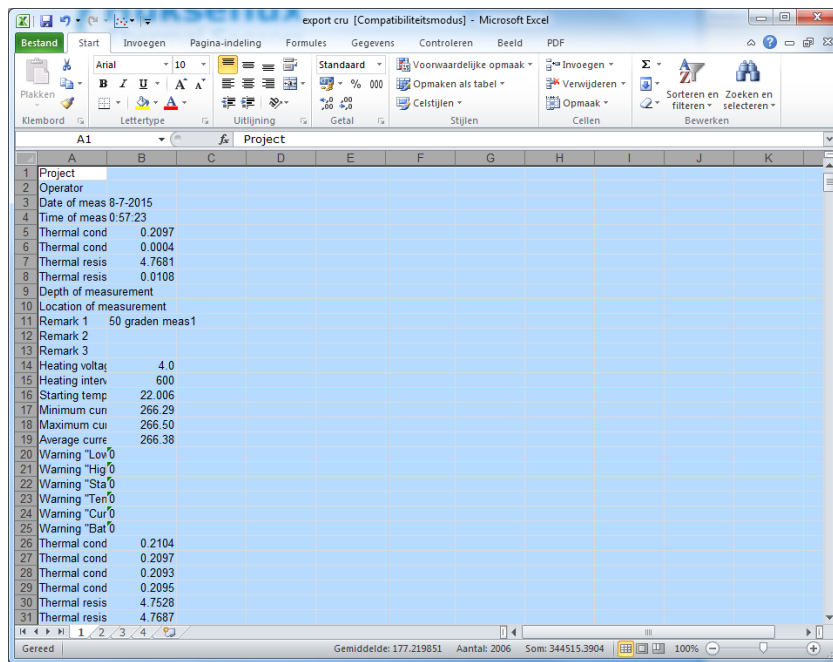 export cru [Compatibiliteitsmodus] - Microsoft Excel
Bestand Start Invoegen Pagina-indeling Formules Gegevens Controleren Beeld PDF
Plakken
Klembord
Arial 10
B I U A A
Lettertype
Uitlijning
Standaard
% 000
Getal
Voorwaardelijke opmaak
Opmaken als tabel
Celstijlen
Stijlen
Invoegen
Verwijderen
Opmaak
Cellen
Σ
Sorteren en filteren
Zoeken en selecteren
Bewerken
A1 fx Project
A B C D E F G H I J K
1 Project
2 Operator
3 Date of meas 8-7-2015
4 Time of meas 0:57:23
5 Thermal cond 0.2097
6 Thermal cond 0.0004
7 Thermal resis 4.7681
8 Thermal resis 0.0108
9 Depth of measurement
10 Location of measurement
11 Remark 1 50 graden meas1
12 Remark 2
13 Remark 3
14 Heating voltag 4.0
15 Heating interv 600
16 Starting temp 22.006
17 Minimum curr 266.29
18 Maximum cur 266.50
19 Average curre 266.38
20 Warning "Low 0
21 Warning "Hig 0
22 Warning "Sta 0
23 Warning "Ten 0
24 Warning "Cur 0
25 Warning "Bat 0
26 Thermal cond 0.2104
27 Thermal cond 0.2097
28 Thermal cond 0.2093
29 Thermal cond 0.2095
30 Thermal resis 4.7528
31 Thermal resis 4.7687
1 2 3 4
Gereed Gemiddelde: 177.219851 Aantal: 2006 Som: 344515.3904 100%